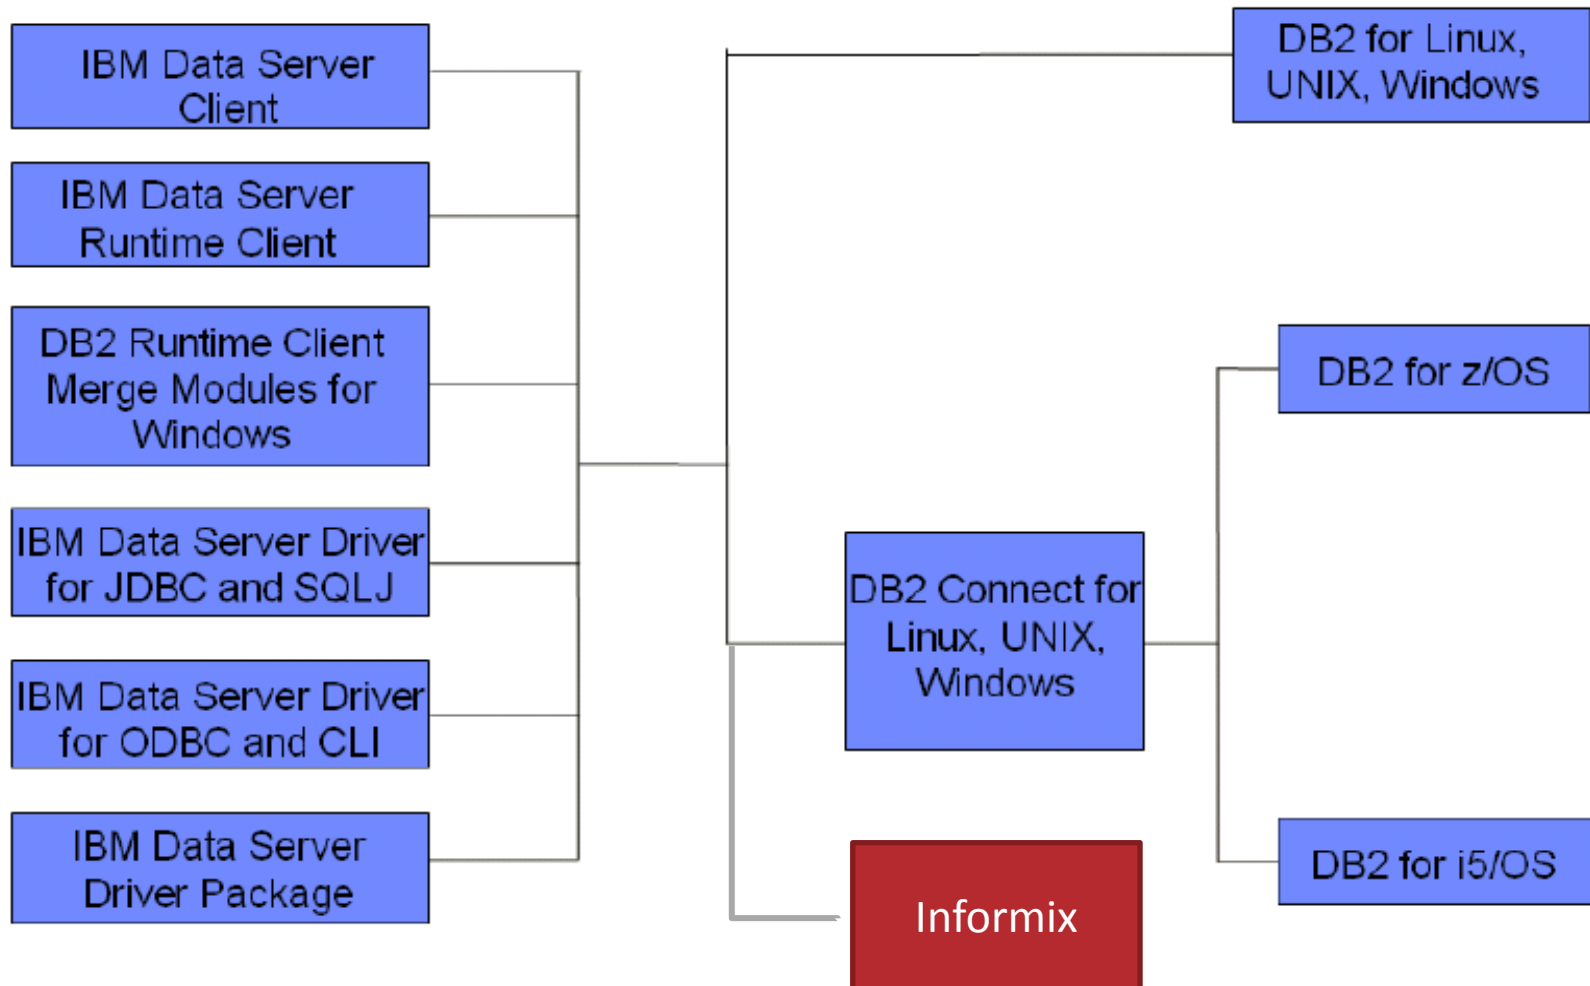 IBM Data Server
Client
IBM Data Server
Runtime Client
DB2 Runtime Client
Merge Modules for
Windows
IBM Data Server Driver
for JDBC and SQLJ
IBM Data Server Driver
for ODBC and CLI
IBM Data Server
Driver Package
DB2 for Linux,
UNIX, Windows
DB2 Connect for
Linux, UNIX,
Windows
Informix
DB2 for z/OS
DB2 for i5/OS